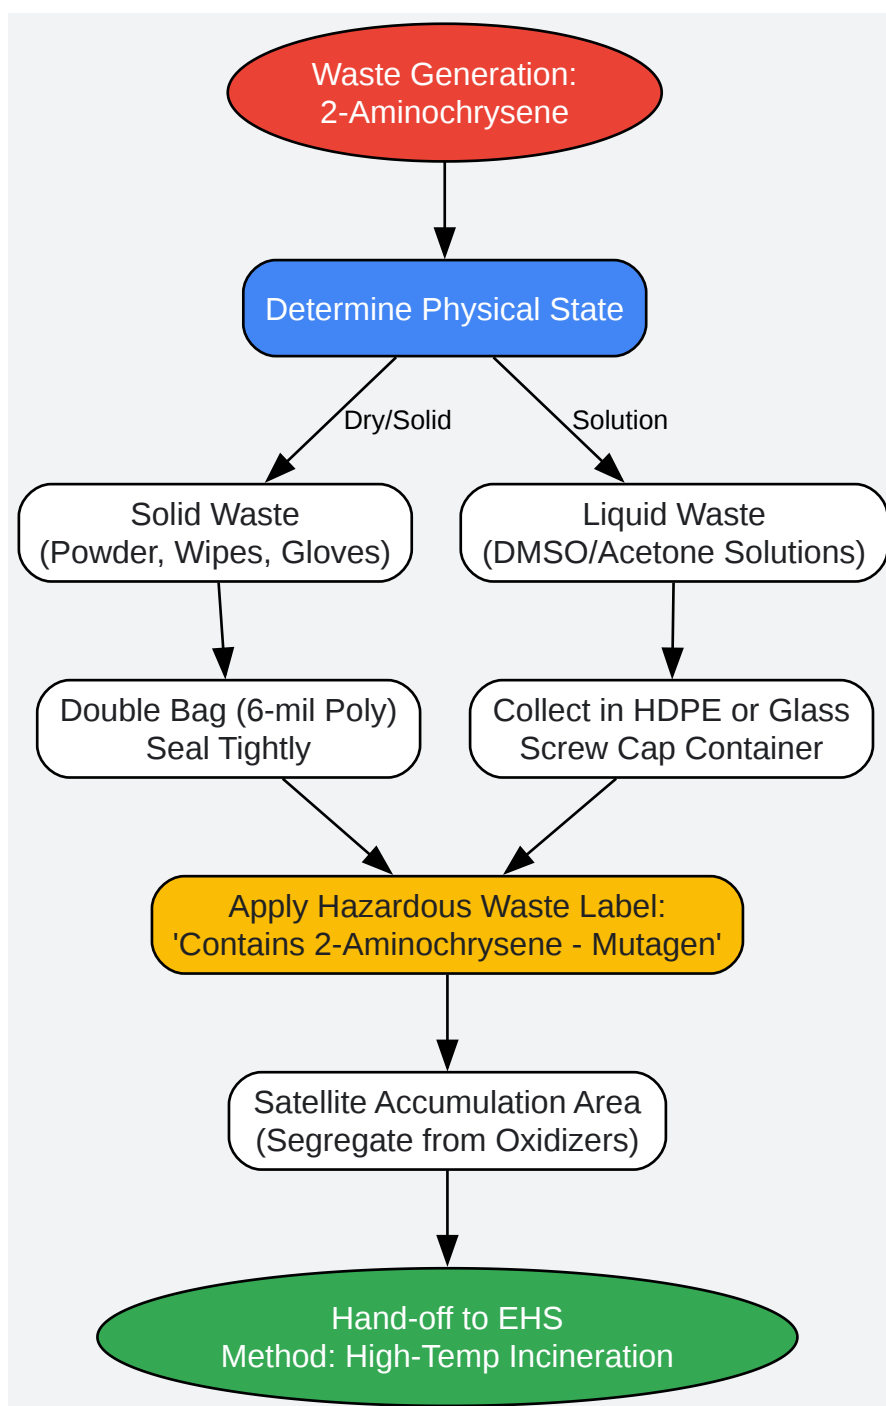 Waste Generation:
2-Aminochrysene
Determine Physical State
Dry/Solid
Solution
Solid Waste
(Powder, Wipes, Gloves)
Liquid Waste
(DMSO/Acetone Solutions)
Double Bag (6-mil Poly)
Seal Tightly
Collect in HDPE or Glass
Screw Cap Container
Apply Hazardous Waste Label:
'Contains 2-Aminochrysene - Mutagen'
Satellite Accumulation Area
(Segregate from Oxidizers)
Hand-off to EHS
Method: High-Temp Incineration